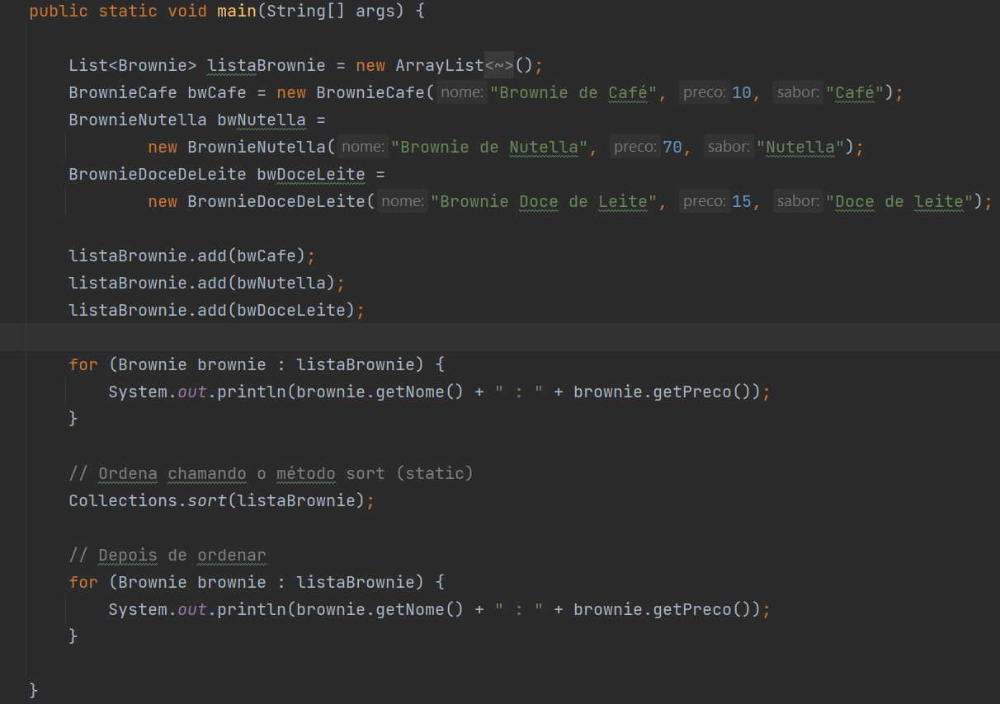 public static void main(String[] args) {
List<Brownie> listaBrownie = new ArrayList<~>();
BrownieCafe bwCafe = new BrownieCafe( nome: "Brownie de Café", preco: 10, sabor: "Café");
BrownieNutella bwNutella =
new BrownieNutella( nome: "Brownie de Nutella", preco: 70, sabor: "Nutella");
BrownieDoceDeLeite bwDoceLeite =
new BrownieDoceDeLeite( nome: "Brownie Doce de Leite", preco: 15, sabor: "Doce de leite");
listaBrownie.add(bwCafe);
listaBrownie.add(bwNutella);
listaBrownie.add(bwDoceLeite);
for (Brownie brownie : listaBrownie) {
System.out.println(brownie.getNome() + " : " + brownie.getPreco());
}
// Ordena chamando o método sort (static)
Collections.sort(listaBrownie);
// Depois de ordenar
for (Brownie brownie : listaBrownie) {
System.out.println(brownie.getNome() + " : " + brownie.getPreco());
}
}